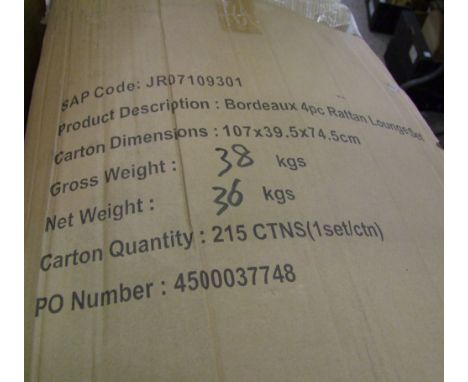 SAP Code: JR07109301
Product Description : Bordeaux 4pc Rattan Lounge Set
Carton Dimensions : 107x39.5x74.5cm
Gross Weight : 38 kgs
Net Weight : 36 kgs
Carton Quantity : 215 CTNS(1set/ctn)
PO Number : 4500037748